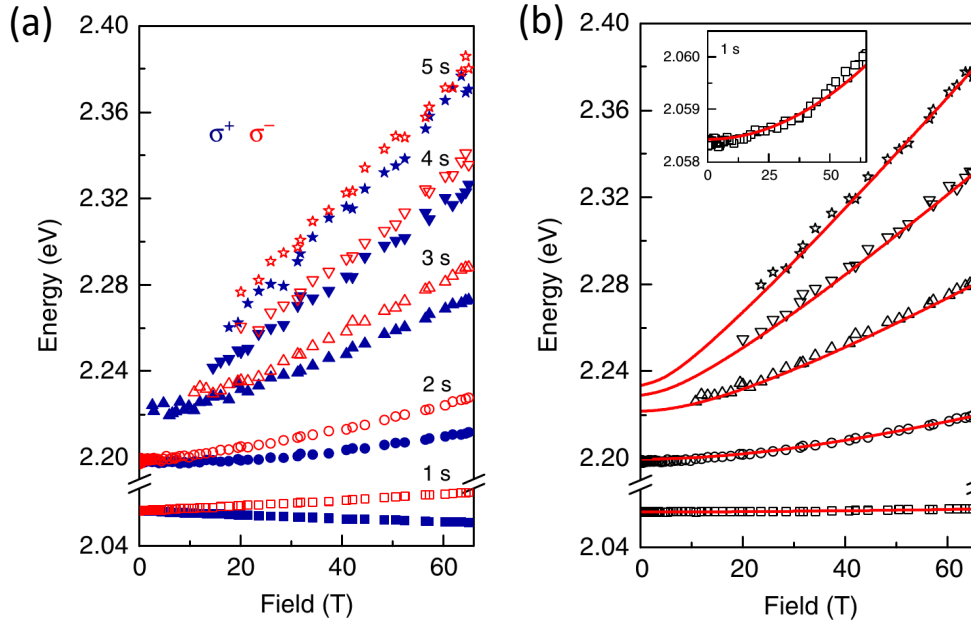 (a)
2.40
2.36
2.32
2.28
2.24
2.20
2.04
Energy (eV)
σ+ σ−
5 s
4 s
3 s
2 s
1 s
0 20 40 60
Field (T)
(b)
2.40
2.36
2.32
2.28
2.24
2.20
2.04
Energy (eV)
1 s
2.060
2.059
2.058
0 25 50
0 20 40 60
Field (T)